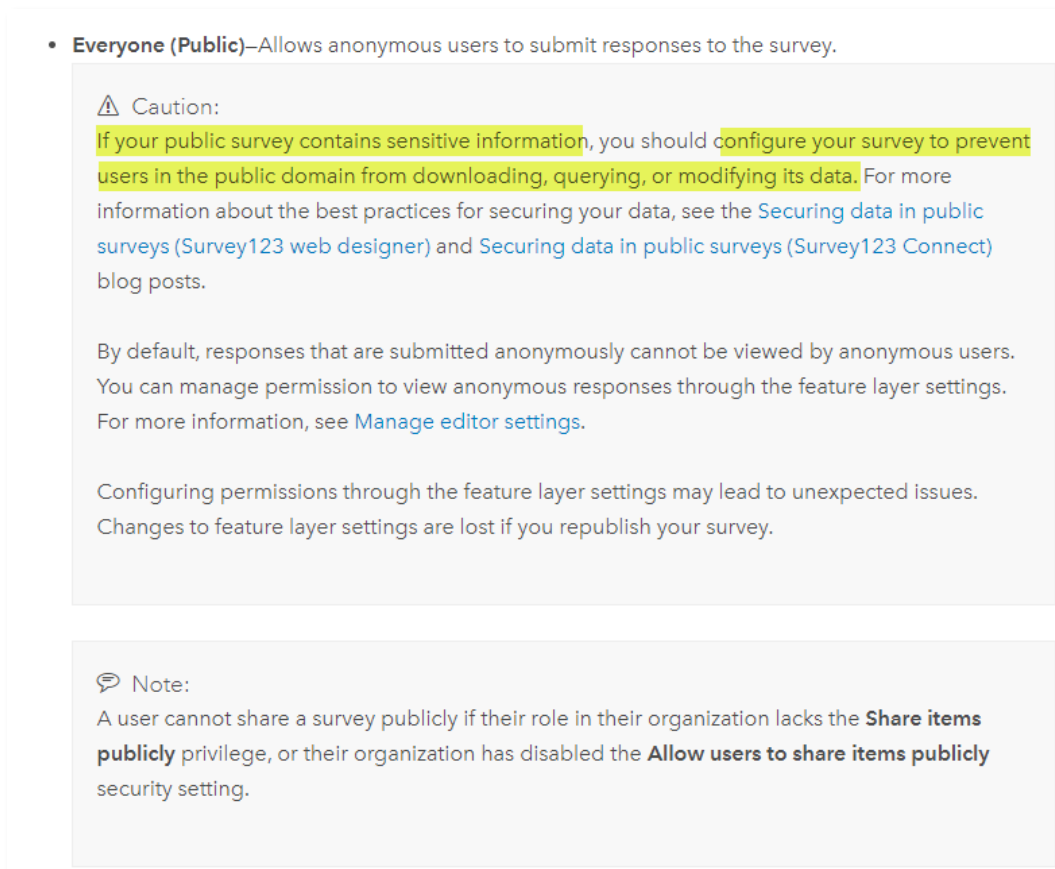 • Everyone (Public)—Allows anonymous users to submit responses to the survey.
Caution:
If your public survey contains sensitive information, you should configure your survey to prevent
users in the public domain from downloading, querying, or modifying its data. For more
information about the best practices for securing your data, see the Securing data in public
surveys (Survey123 web designer) and Securing data in public surveys (Survey123 Connect)
blog posts.
By default, responses that are submitted anonymously cannot be viewed by anonymous users.
You can manage permission to view anonymous responses through the feature layer settings.
For more information, see Manage editor settings.
Configuring permissions through the feature layer settings may lead to unexpected issues.
Changes to feature layer settings are lost if you republish your survey.
Note:
A user cannot share a survey publicly if their role in their organization lacks the Share items
publicly privilege, or their organization has disabled the Allow users to share items publicly
security setting.